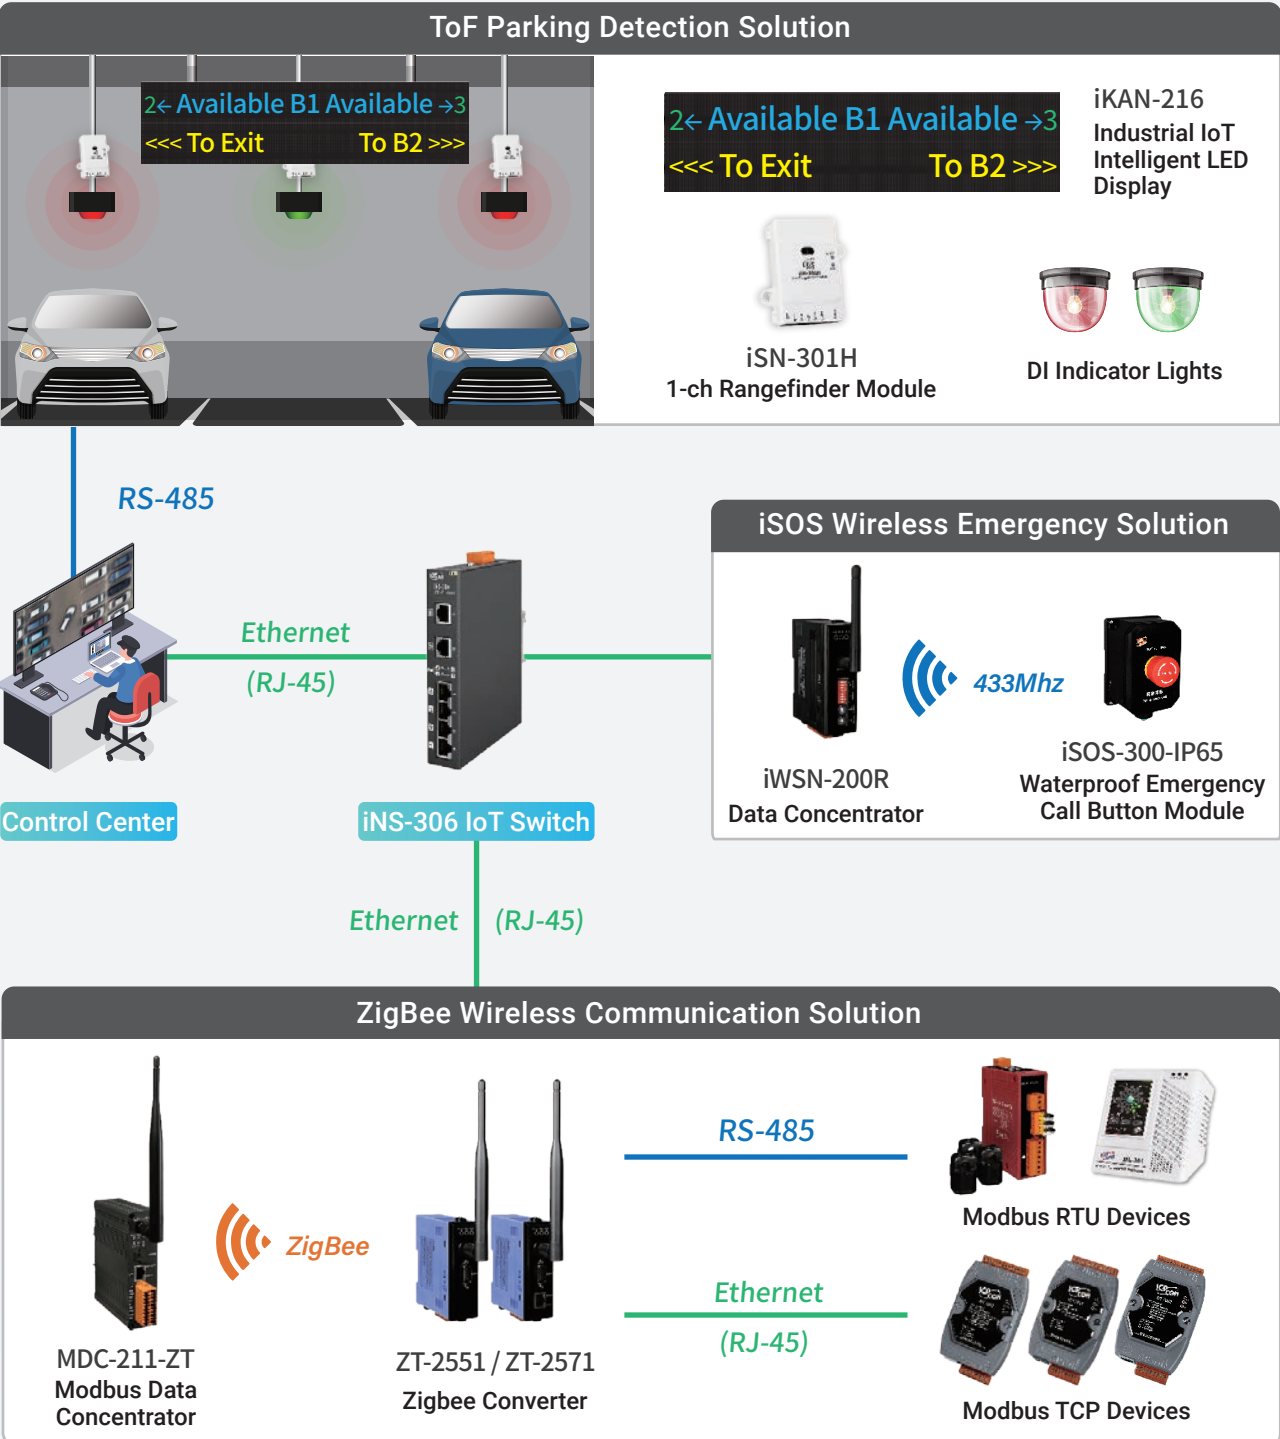 ToF Parking Detection Solution
2← Available B1 Available →3
<<< To Exit To B2 >>>
2← Available B1 Available →3
<<< To Exit To B2 >>>
iKAN-216
Industrial IoT
Intelligent LED
Display
iSN-301H
1-ch Rangefinder Module
DI Indicator Lights
RS-485
iSOS Wireless Emergency Solution
Ethernet
(RJ-45)
433Mhz
iWSN-200R
Data Concentrator
iSOS-300-IP65
Waterproof Emergency
Call Button Module
Control Center
iNS-306 IoT Switch
Ethernet (RJ-45)
ZigBee Wireless Communication Solution
RS-485
Modbus RTU Devices
ZigBee
Ethernet
(RJ-45)
MDC-211-ZT
Modbus Data
Concentrator
ZT-2551 / ZT-2571
Zigbee Converter
Modbus TCP Devices